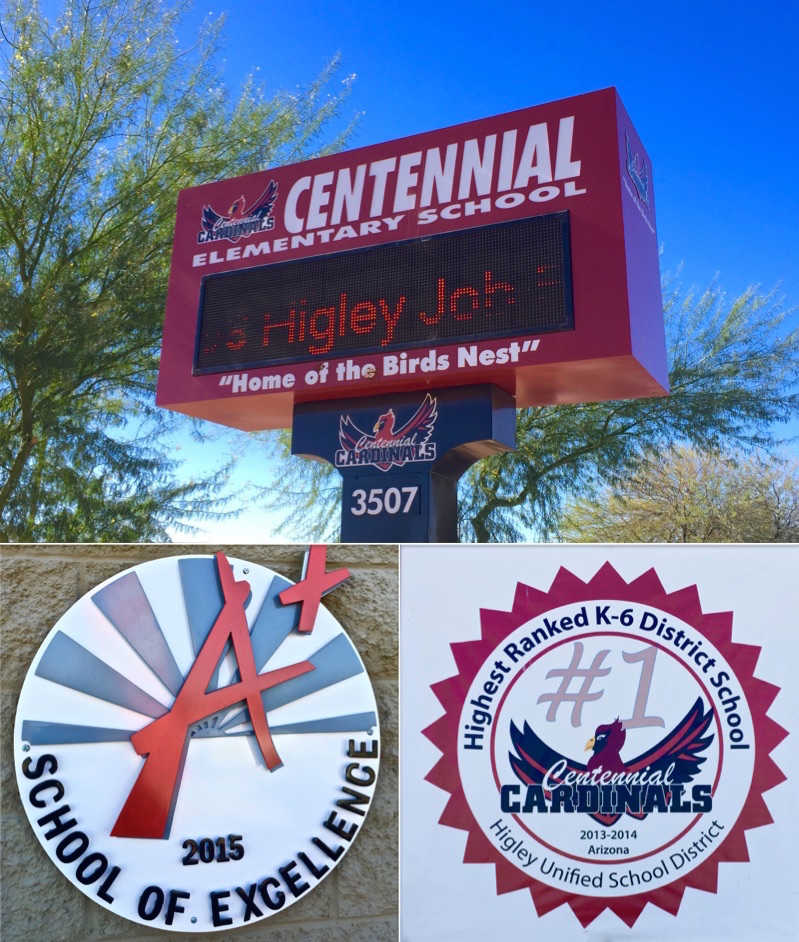 Centennial
CARDINALS
CENTENNIAL
ELEMENTARY SCHOOL
Higley Job
"Home of the Birds Nest"
Centennial
CARDINALS
3507
A+
2015
SCHOOL OF EXCELLENCE
Highest Ranked K-6 District School
#1
Centennial
CARDINALS
2013-2014
Arizona
Higley Unified School District